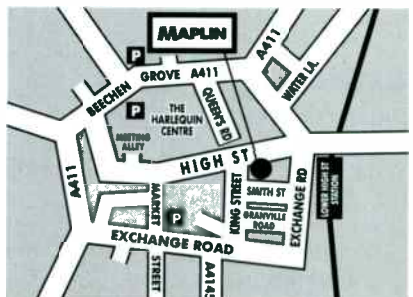 MAPLIN
A411
P
GROVE A411
BEECHEN
WATER LA.
QUEEN'S RD
P
THE
HARLEQUIN
CENTRE
MEETING
ALLEY
HIGH ST
A411
KING STREET
SMITH ST
GRANVILLE
ROAD
EXCHANGE RD
LOWER HIGH ST
STATION
MARKET
STREET
P
EXCHANGE ROAD
A4145